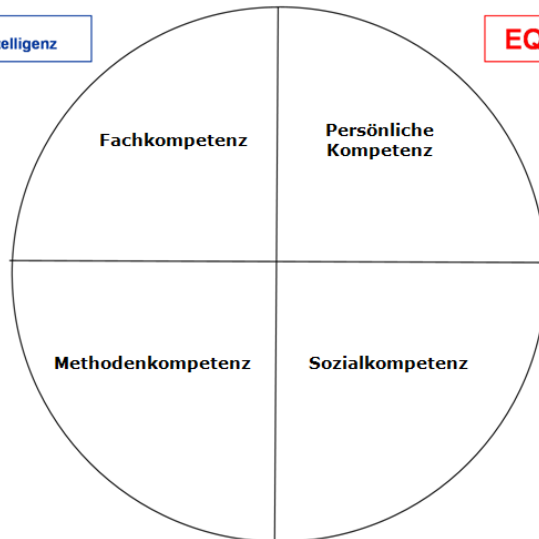 elligenz
EQ
Fachkompetenz
Persönliche
Kompetenz
Methodenkompetenz
Sozialkompetenz